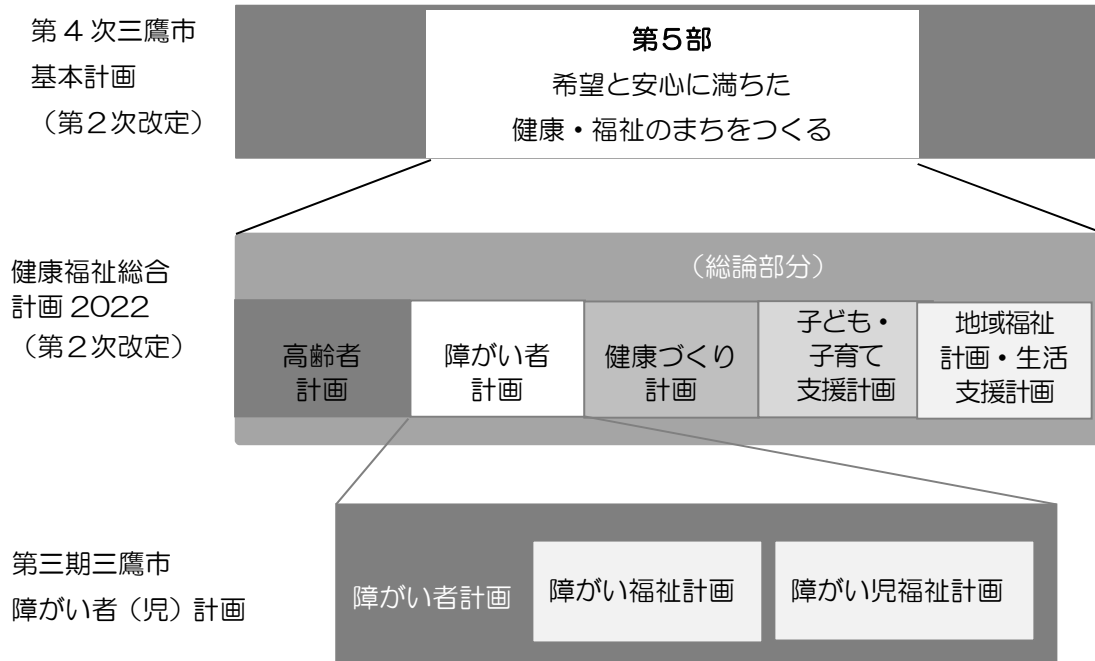 第４次三鷹市
基本計画
（第２次改定）
第５部
希望と安心に満ちた
健康・福祉のまちをつくる
健康福祉総合
計画 2022
（第２次改定）
（総論部分）
高齢者
計画
障がい者
計画
健康づくり
計画
子ども・
子育て
支援計画
地域福祉
計画・生活
支援計画
第三期三鷹市
障がい者（児）計画
障がい者計画
障がい福祉計画
障がい児福祉計画